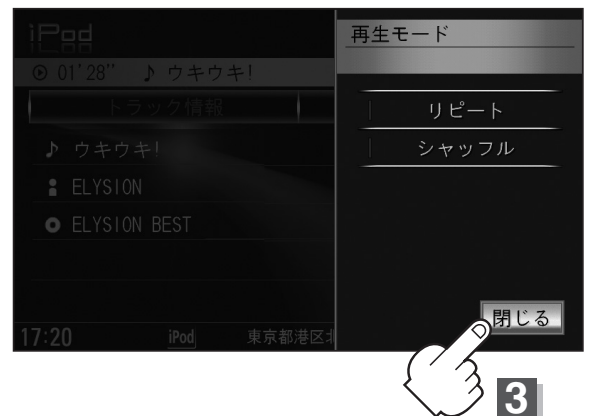 iPod
再生モード
01'28'' ♪ ウキウキ!
トラック情報
リピート
♪ ウキウキ!
シャッフル
ELYSION
ELYSION BEST
閉じる
17:20 iPod 東京都港区北
3